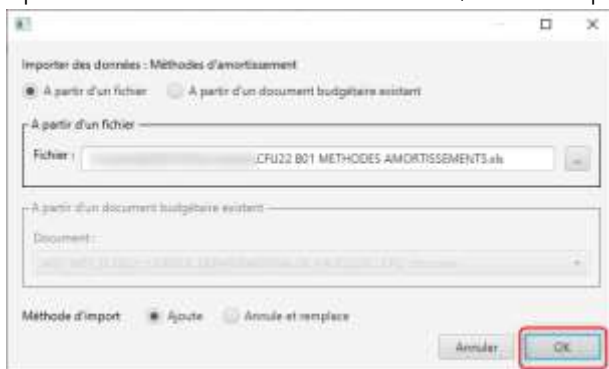 Importer des données : Méthodes d'amortissement
A partir d'un fichier A partir d'un document budgétaire existant
A partir d'un fichier
Fichier : CFU22 B01 METHODES AMORTISSEMENTS.xls ...
A partir d'un document budgétaire existant
Document :
Méthode d'import Ajoute Annule et remplace
Annuler OK